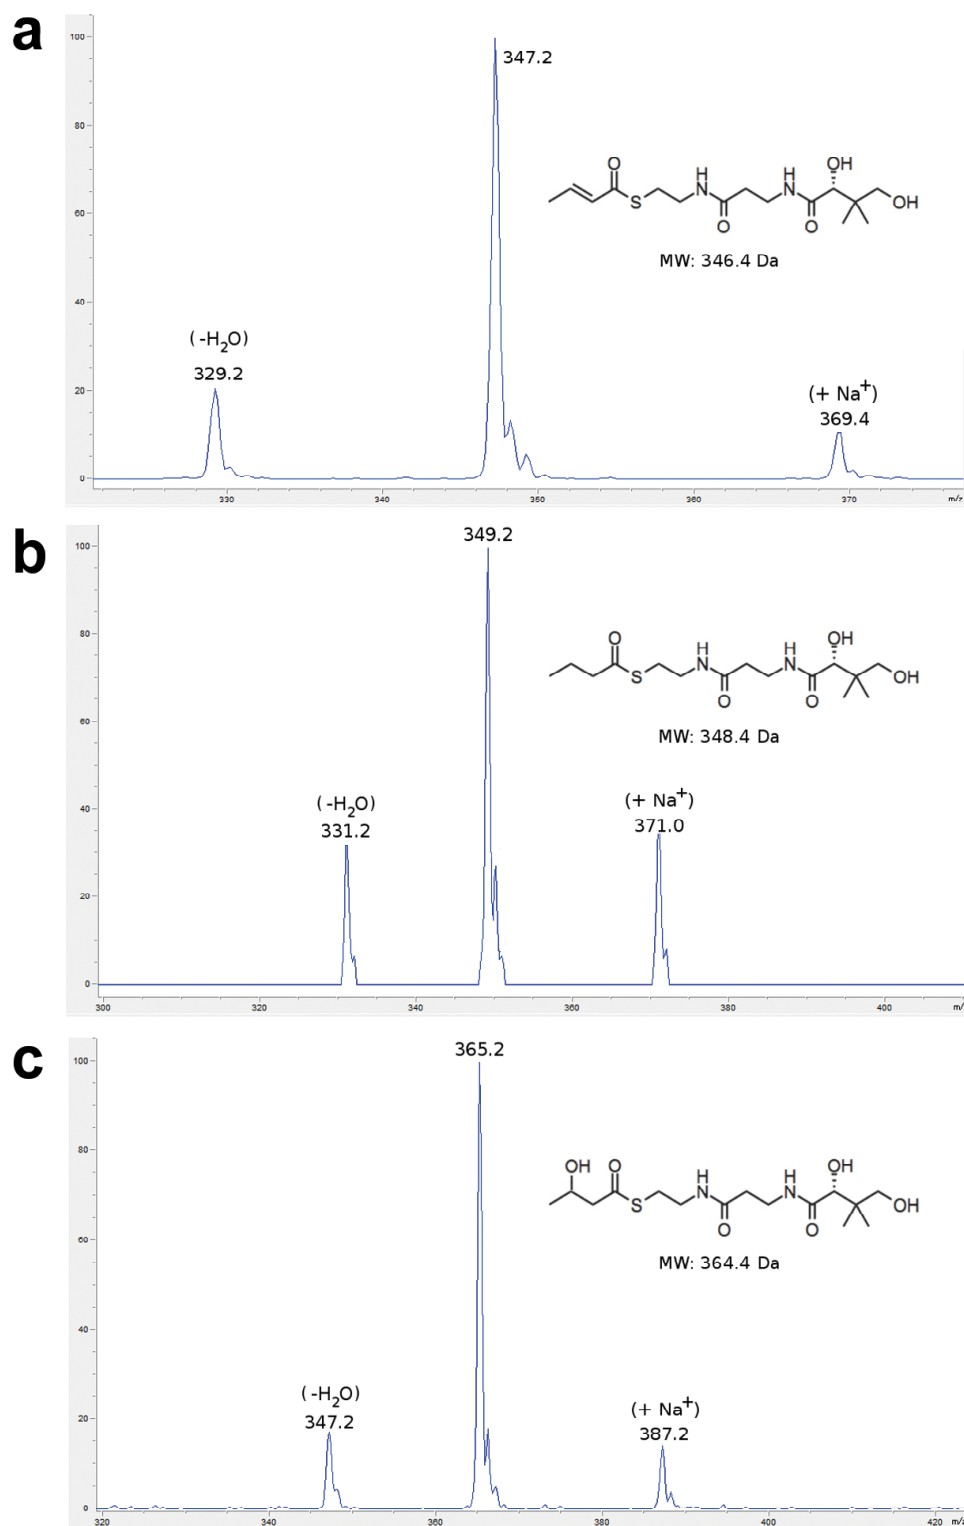 a
100
80
60
40
20
0
347.2
(-H2O)
329.2
(+ Na+)
369.4
O
S
H
N
O
H
N
O
OH
OH
MW: 346.4 Da
330
340
350
360
370
m/z
b
100
80
60
40
20
0
349.2
(-H2O)
331.2
(+ Na+)
371.0
O
S
H
N
O
H
N
O
OH
OH
MW: 348.4 Da
300
320
340
360
380
400
m/
c
100
80
60
40
20
0
365.2
(-H2O)
347.2
(+ Na+)
387.2
OH
O
S
H
N
O
H
N
O
OH
OH
MW: 364.4 Da
320
340
360
380
400
420
m/z